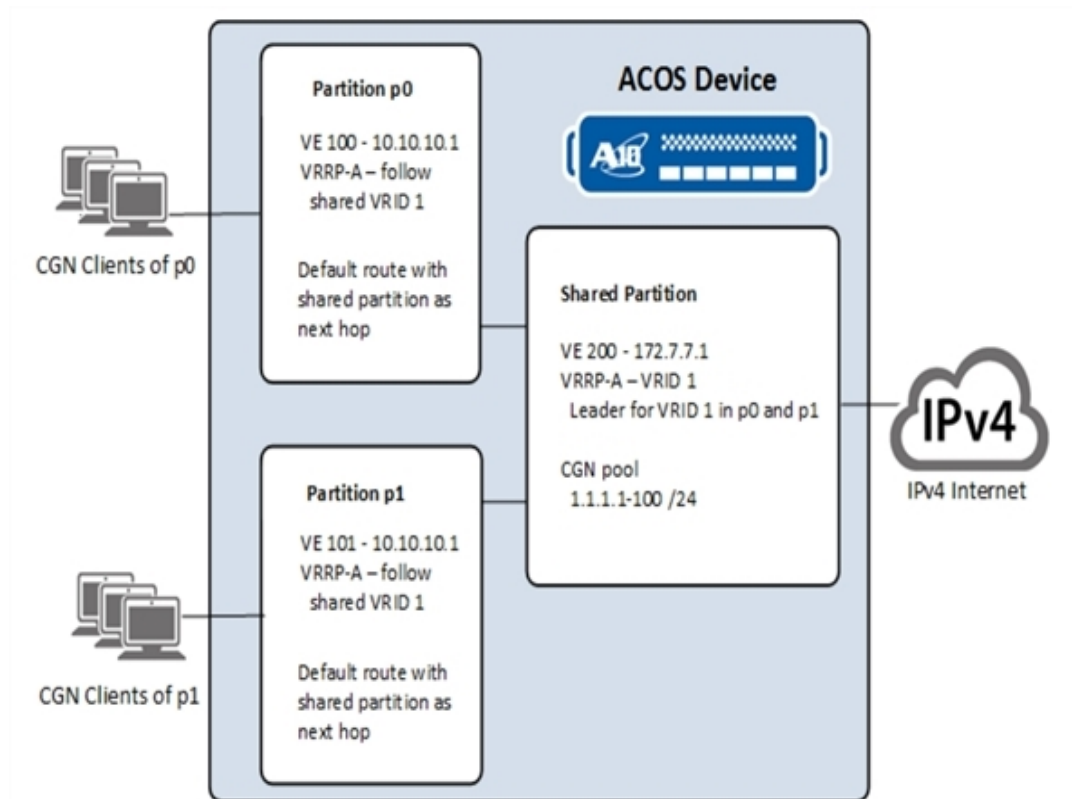 Partition p0
VE 100 - 10.10.10.1
VRRP-A – follow
shared VRID 1
Default route with
shared partition as
next hop
CGN Clients of p0
ACOS Device
A10
Shared Partition
VE 200 - 172.7.7.1
VRRP-A – VRID 1
Leader for VRID 1 in p0 and p1
CGN pool
1.1.1.1-100 /24
IPv4
IPv4 Internet
Partition p1
VE 101 - 10.10.10.1
VRRP-A – follow
shared VRID 1
Default route with
shared partition as
next hop
CGN Clients of p1